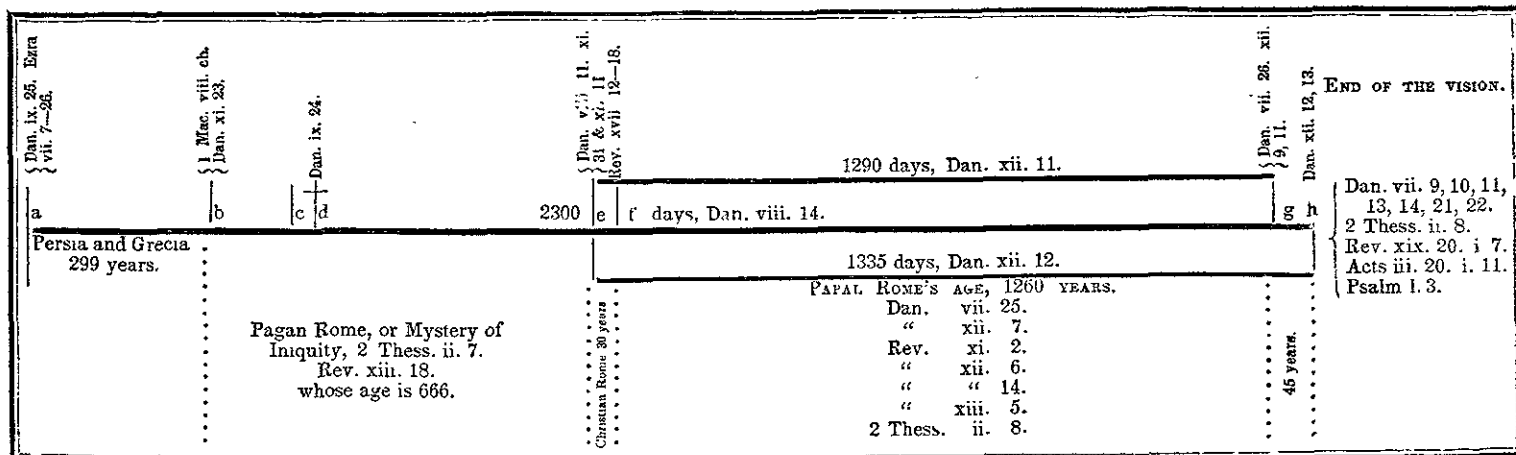 Dan. ix. 25. Ezra
vii. 7—26.
1 Mac. viii. ch.
Dan. xi. 23.
Dan. ix. 24.
Dan. viii 11. xi.
31 & xi. 11
Rev. xvii 12—18.
Dan. vii. 26. xii.
9, 11.
Dan. xii. 12, 13.
END OF THE VISION.
1290 days, Dan. xii. 11.
a b c d 2300 e f days, Dan. viii. 14. g h
Dan. vii. 9, 10, 11,
13, 14, 21, 22.
2 Thess. ii. 8.
Rev. xix. 20. i 7.
Acts iii. 20. i. 11.
Psalm l. 3.
Persia and Grecia
299 years.
1335 days, Dan. xii. 12.
Pagan Rome, or Mystery of
Iniquity, 2 Thess. ii. 7.
Rev. xiii. 18.
whose age is 666.
Christian Rome 30 years
PAPAL ROME'S AGE, 1260 YEARS.
Dan. vii. 25.
“ xii. 7.
Rev. xi. 2.
“ xii. 6.
“ “ 14.
“ xiii. 5.
2 Thess. ii. 8.
45 years.